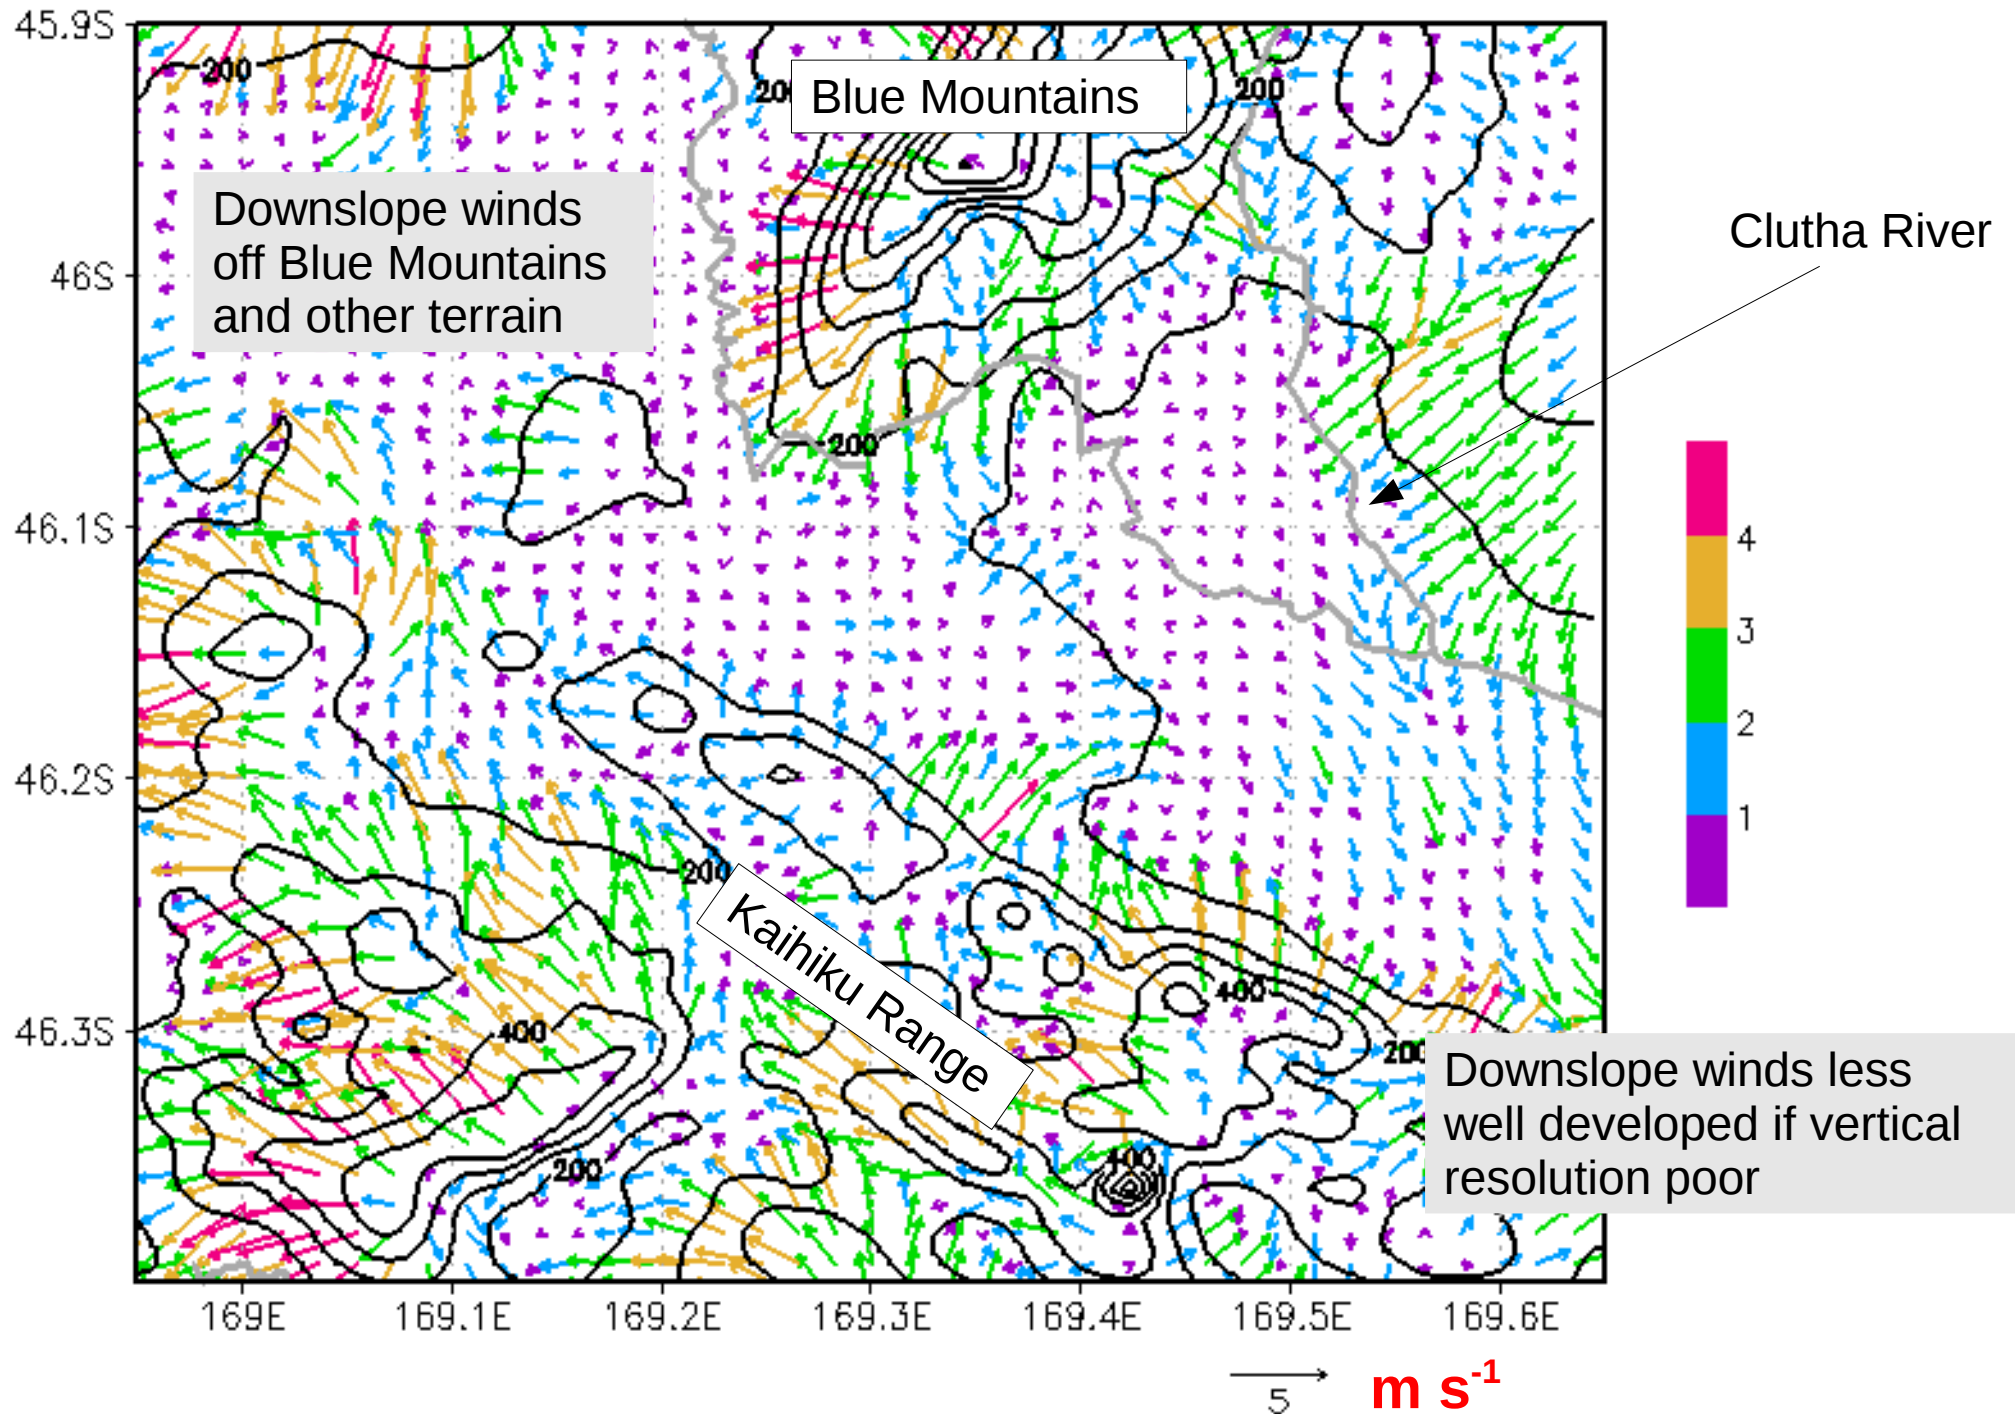 45.9S
200
200
Blue Mountains
200
Downslope winds
off Blue Mountains
and other terrain
Clutha River
46S
200
46.1S
4
3
2
1
46.2S
200
Kaihiku Range
400
46.3S
400
200
Downslope winds less
well developed if vertical
resolution poor
400
200
169E 169.1E 169.2E 169.3E 169.4E 169.5E 169.6E
5
m s-1